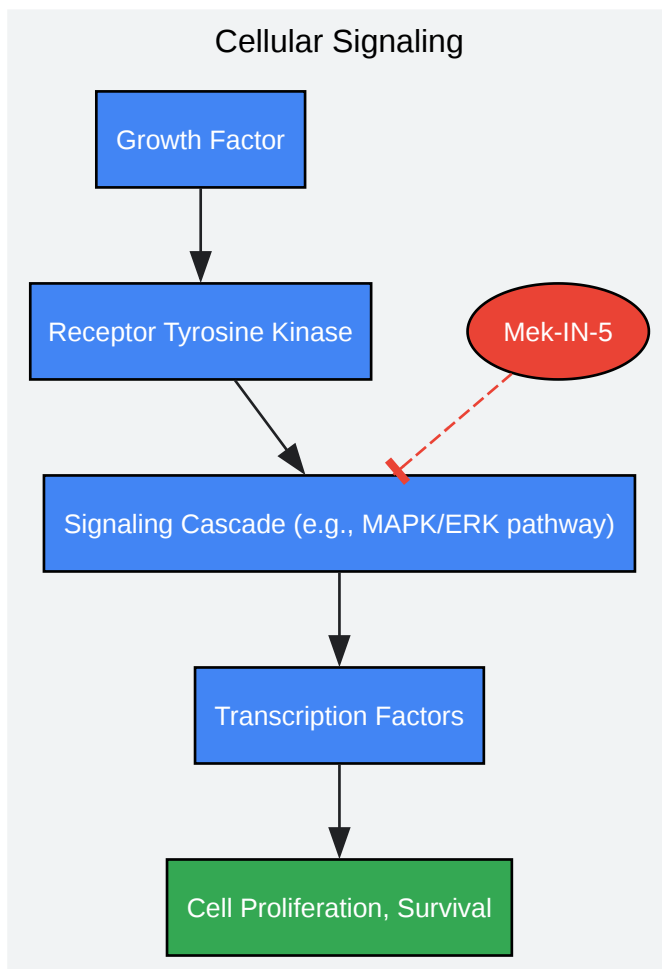 Cellular Signaling
Growth Factor
Receptor Tyrosine Kinase
Mek-IN-5
Signaling Cascade (e.g., MAPK/ERK pathway)
Transcription Factors
Cell Proliferation, Survival